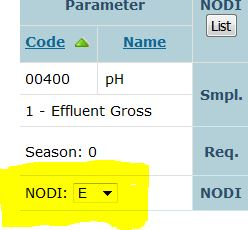 Parameter NODI
List
Code Name
00400 pH Smpl.
1 - Effluent Gross
Season: 0 Req.
NODI: E NODI